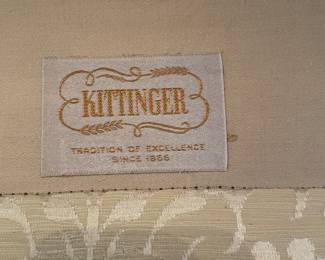 KITTINGER
TRADITION OF EXCELLENCE
SINCE 1866